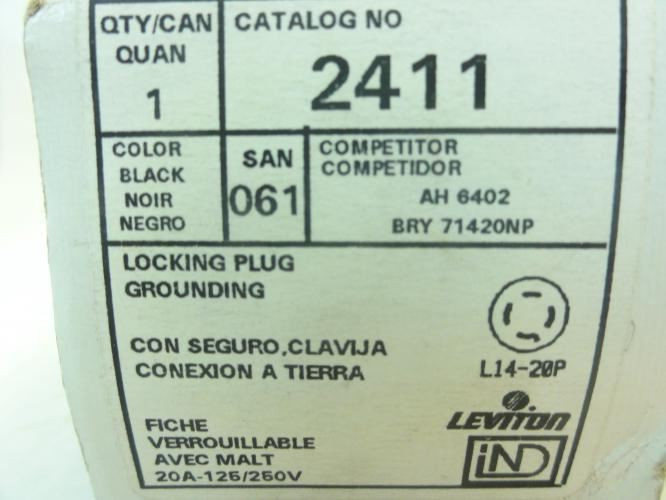 QTY/CAN
QUAN
1
CATALOG NO
2411
COLOR
BLACK
NOIR
NEGRO
SAN
061
COMPETITOR
COMPETIDOR
AH 6402
BRY 71420NP
LOCKING PLUG
GROUNDING
CON SEGURO,CLAVIJA
CONEXION A TIERRA
L14-20P
FICHE
VERROUILLABLE
AVEC MALT
20A-125/250V
LEVITON
IND